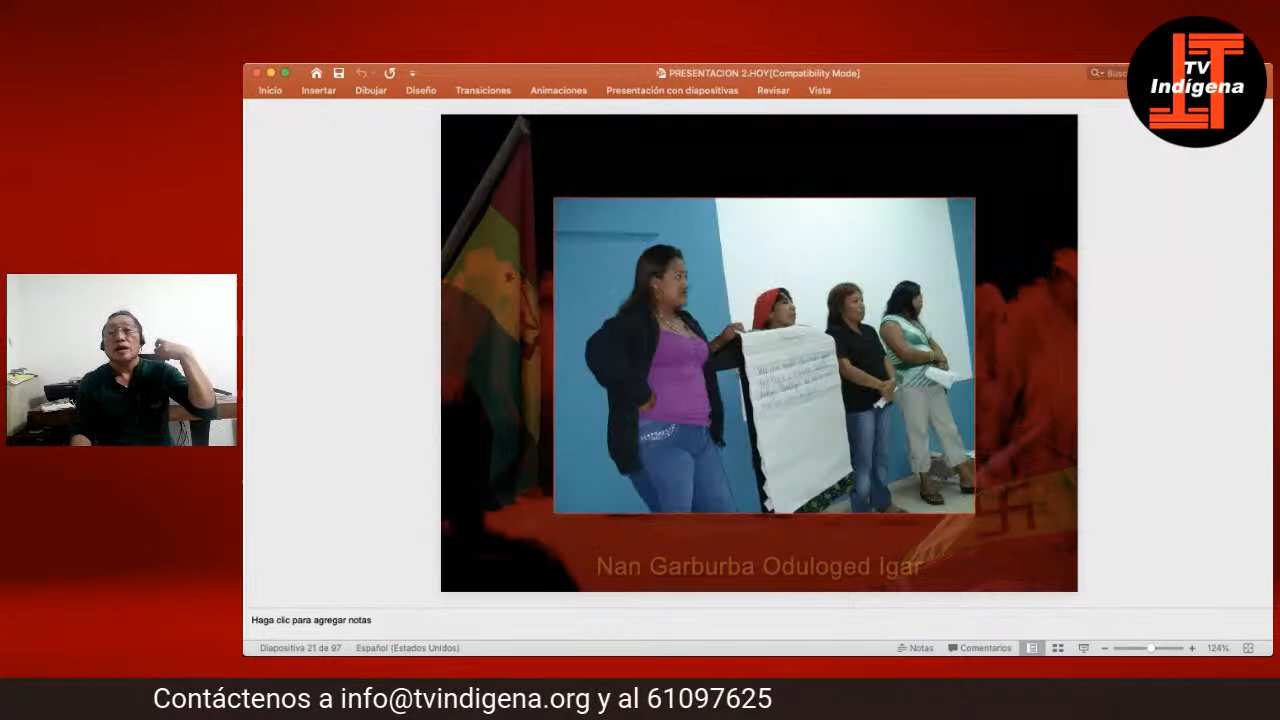 PRESENTACION 2.HOY[Compatibility Mode]
Inicio Insertar Dibujar Diseño Transiciones Animaciones Presentación con diapositivas Revisar Vista
TV
Indígena
Nan Garburba Oduloged Igar
Haga clic para agregar notas
Diapositiva 21 de 97 Español (Estados Unidos) Notas Comentarios 124%
Contáctenos a info@tvindigena.org y al 61097625